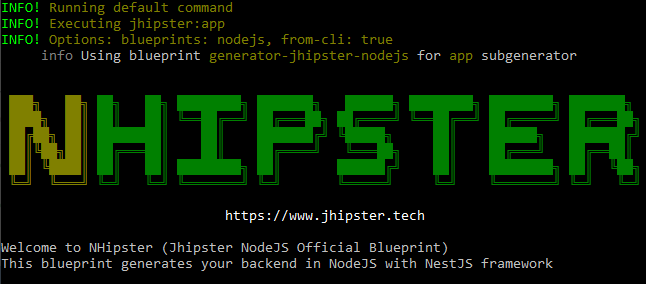 INFO! Running default command
INFO! Executing jhipster:app
INFO! Options: blueprints: nodejs, from-cli: true
info Using blueprint generator-jhipster-nodejs for app subgenerator
NHIPSTER
https://www.jhipster.tech
Welcome to NHipster (Jhipster NodeJS Official Blueprint)
This blueprint generates your backend in NodeJS with NestJS framework